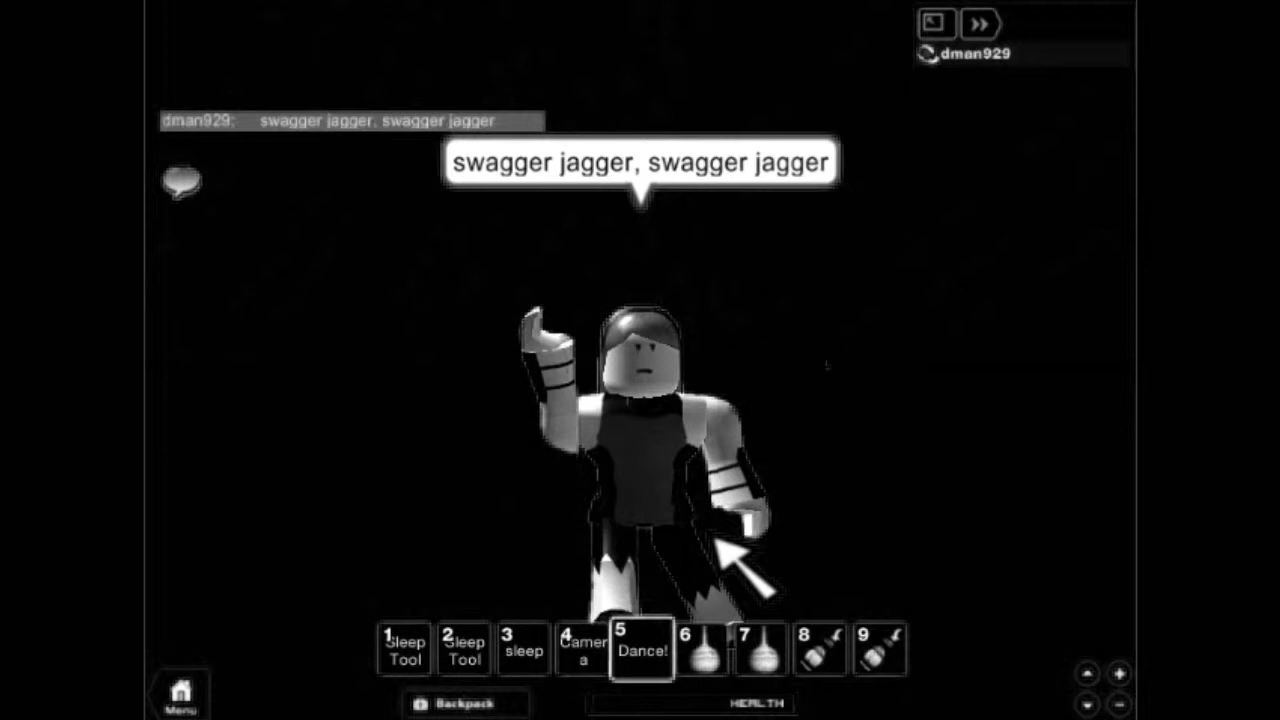 dman929
dman929; swagger jagger, swagger jagger
swagger jagger, swagger jagger
1 Sleep Tool
2 Sleep Tool
3 sleep
4 Camera
5 Dance!
6
7
8
9
Menu
Backpack
HEALTH